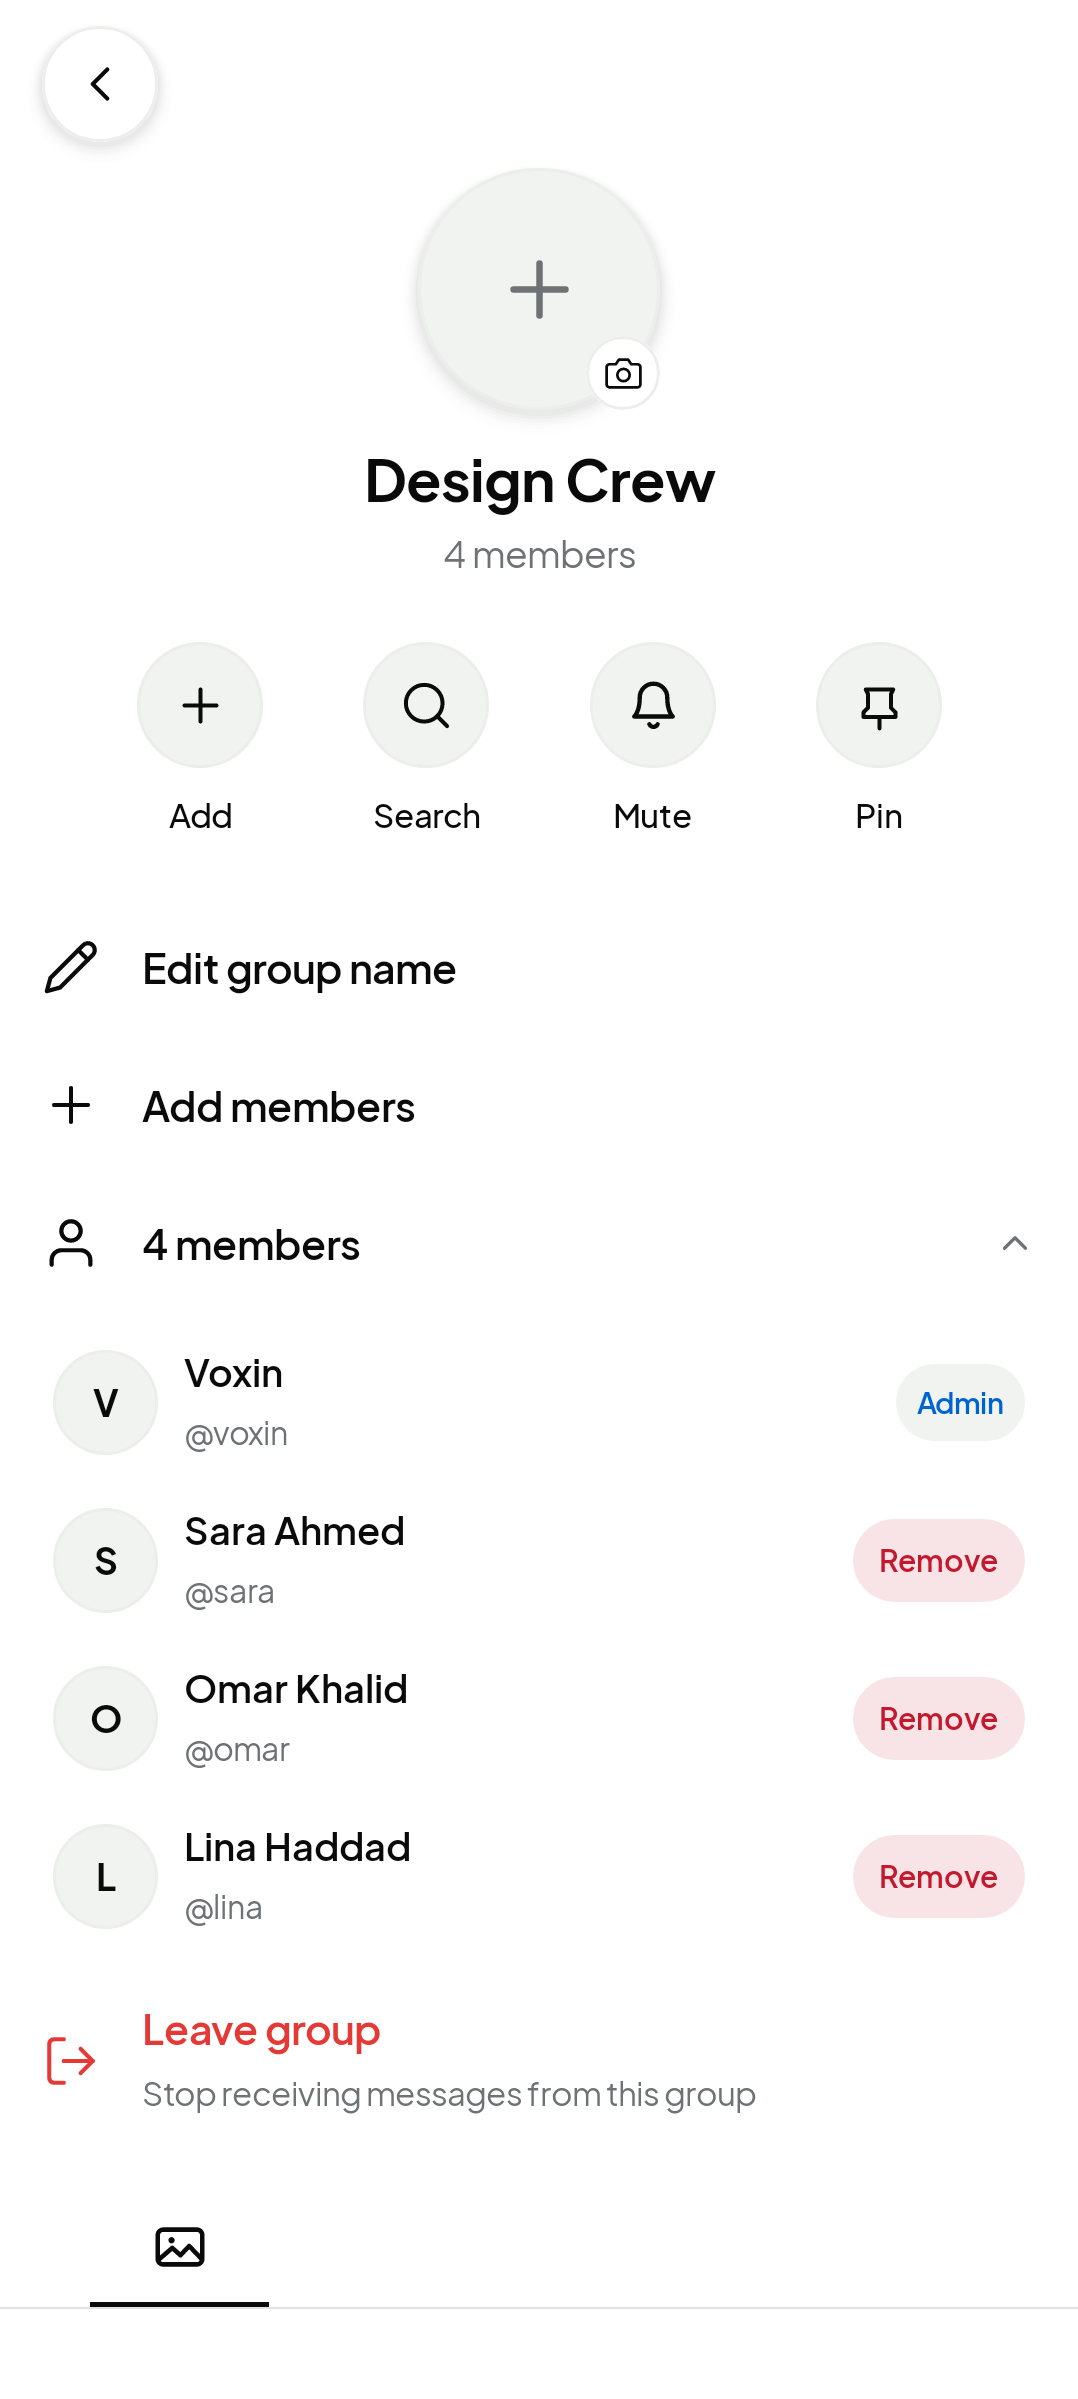 Design Crew
4 members
Add
Search
Mute
Pin
Edit group name
Add members
4 members
V
Voxin
@voxin
Admin
S
Sara Ahmed
@sara
Remove
O
Omar Khalid
@omar
Remove
L
Lina Haddad
@lina
Remove
Leave group
Stop receiving messages from this group